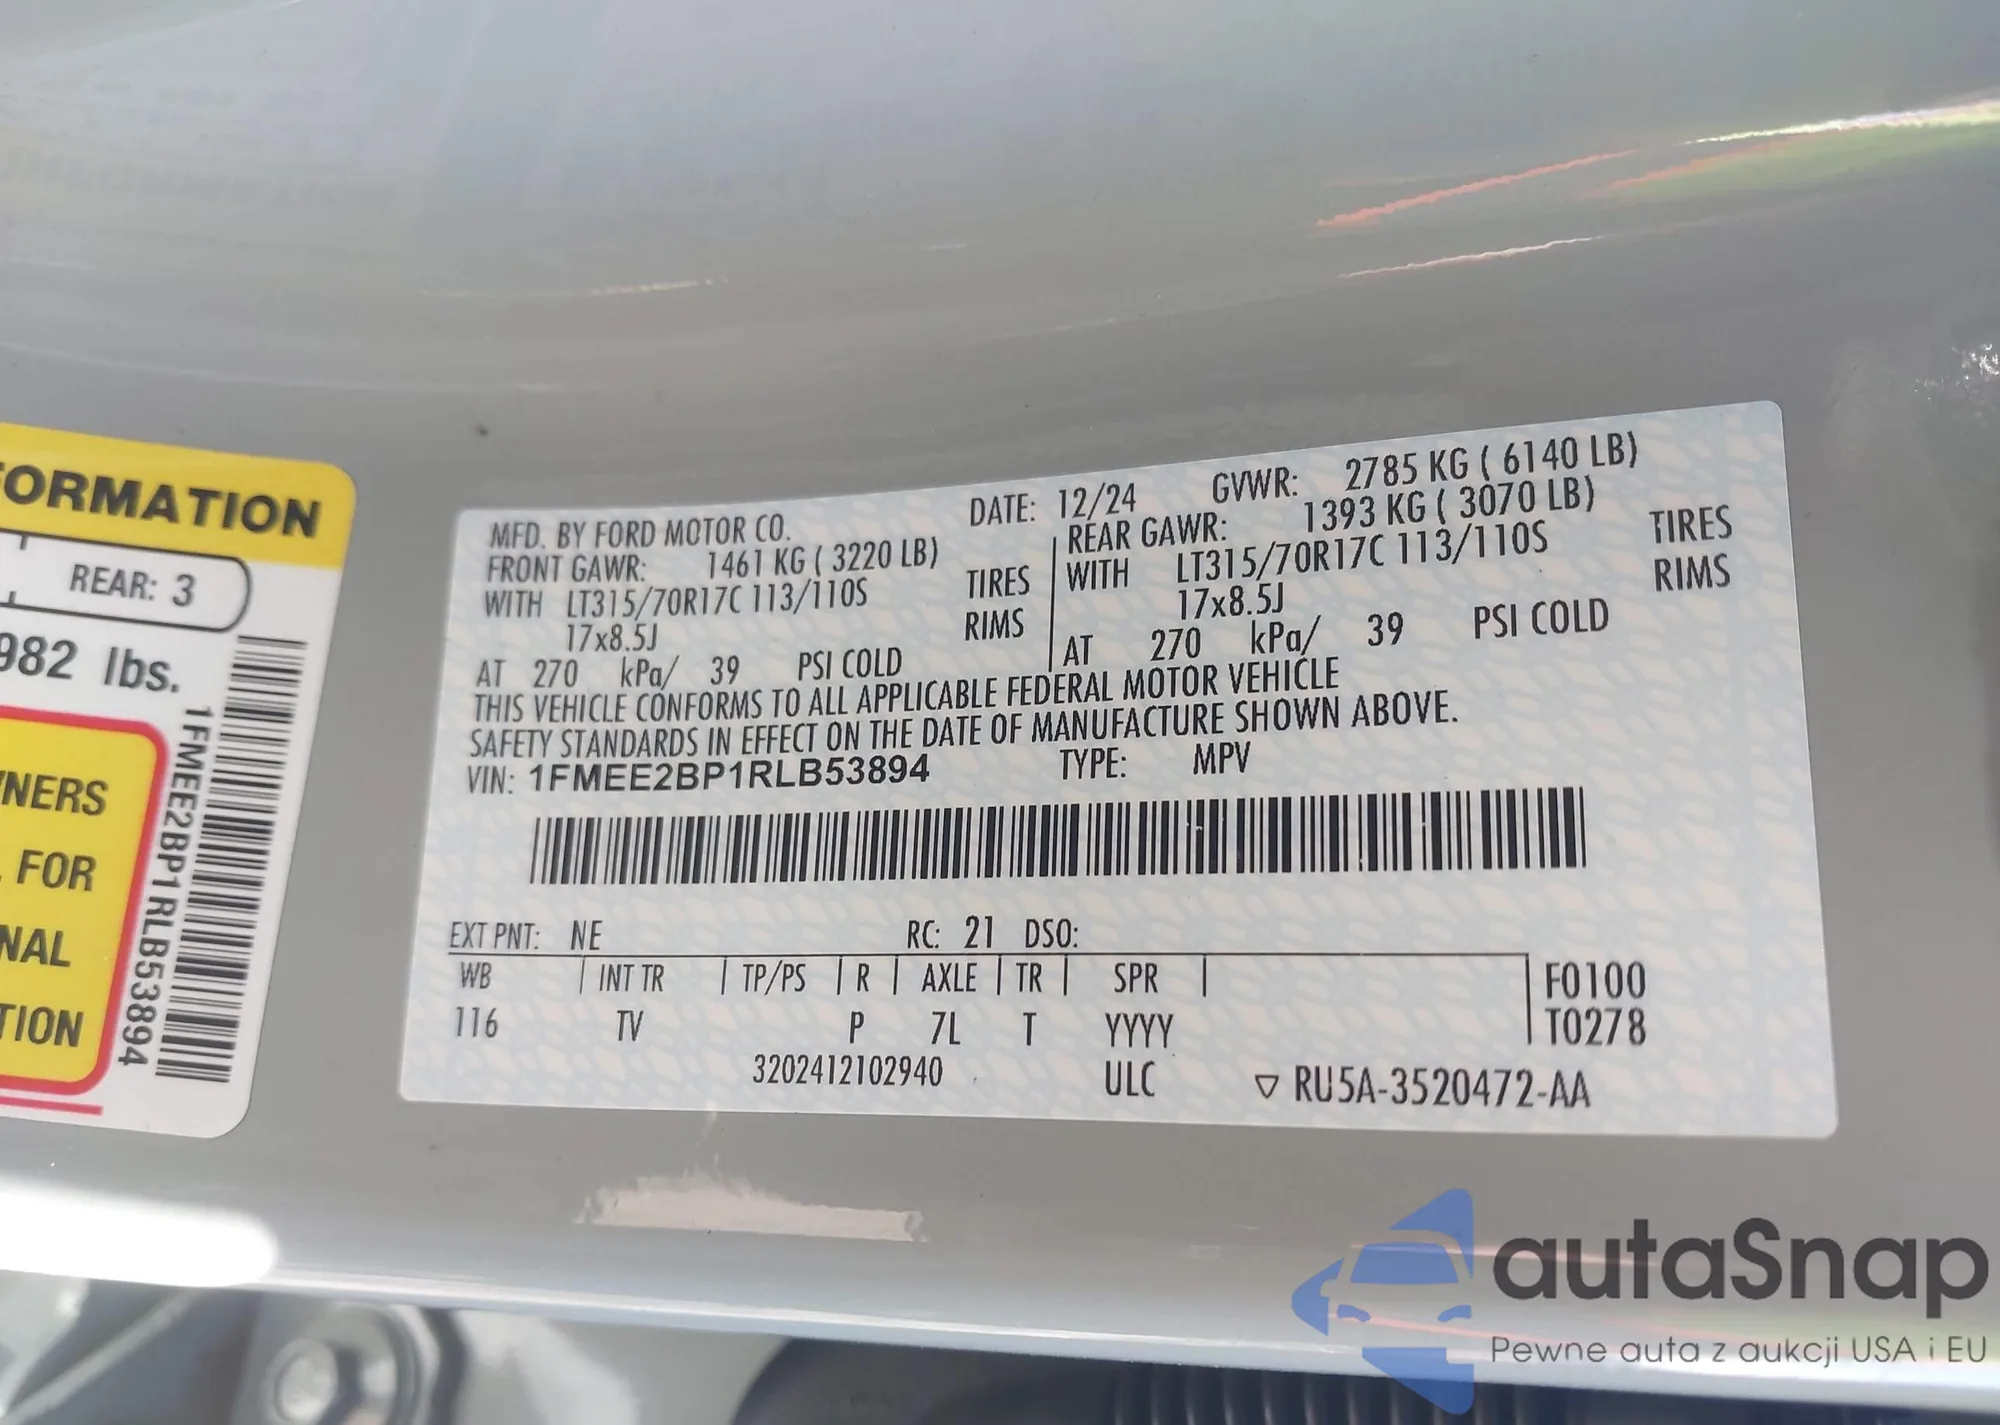 FORMATION
REAR: 3
982 lbs.
1FMEE2BP1RLB53894
NERS
FOR
NAL
TION
MFD. BY FORD MOTOR CO.
DATE: 12/24 GVWR: 2785 KG ( 6140 LB)
FRONT GAWR: 1461 KG ( 3220 LB)
WITH LT315/70R17C 113/110S TIRES
17x8.5J RIMS
AT 270 kPa/ 39 PSI COLD
REAR GAWR: 1393 KG ( 3070 LB)
WITH LT315/70R17C 113/110S TIRES
17x8.5J RIMS
AT 270 kPa/ 39 PSI COLD
THIS VEHICLE CONFORMS TO ALL APPLICABLE FEDERAL MOTOR VEHICLE
SAFETY STANDARDS IN EFFECT ON THE DATE OF MANUFACTURE SHOWN ABOVE.
VIN: 1FMEE2BP1RLB53894 TYPE: MPV
EXT PNT: NE RC: 21 DSO:
WB INT TR TP/PS R AXLE TR SPR F0100
116 TV P 7L T YYYY T0278
3202412102940 ULC ▽ RU5A-3520472-AA
autaSnap
Pewne auta z aukcji USA i EU